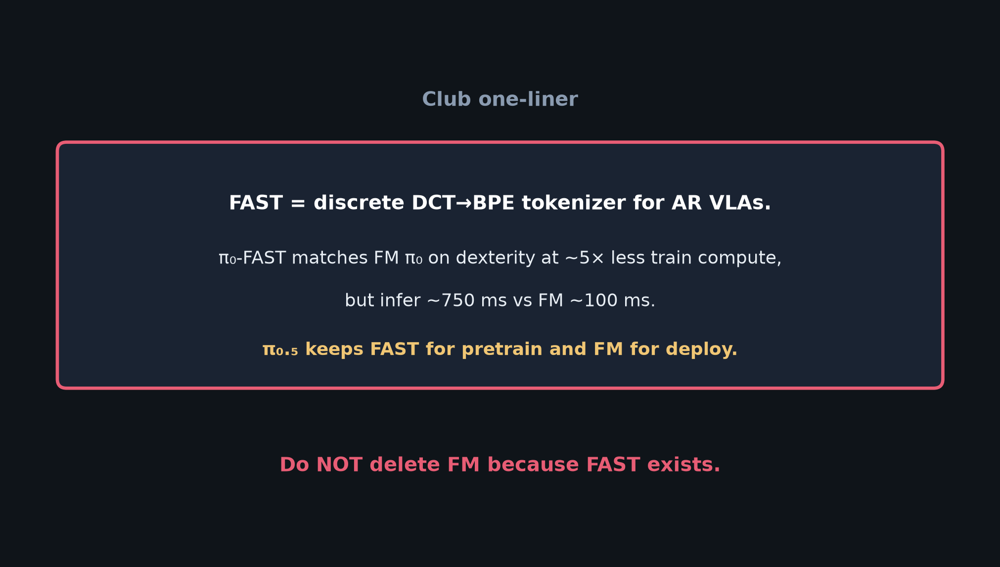 Club one-liner
FAST = discrete DCT→BPE tokenizer for AR VLAs.
π₀-FAST matches FM π₀ on dexterity at ~5× less train compute,
but infer ~750 ms vs FM ~100 ms.
π₀.₅ keeps FAST for pretrain and FM for deploy.
Do NOT delete FM because FAST exists.